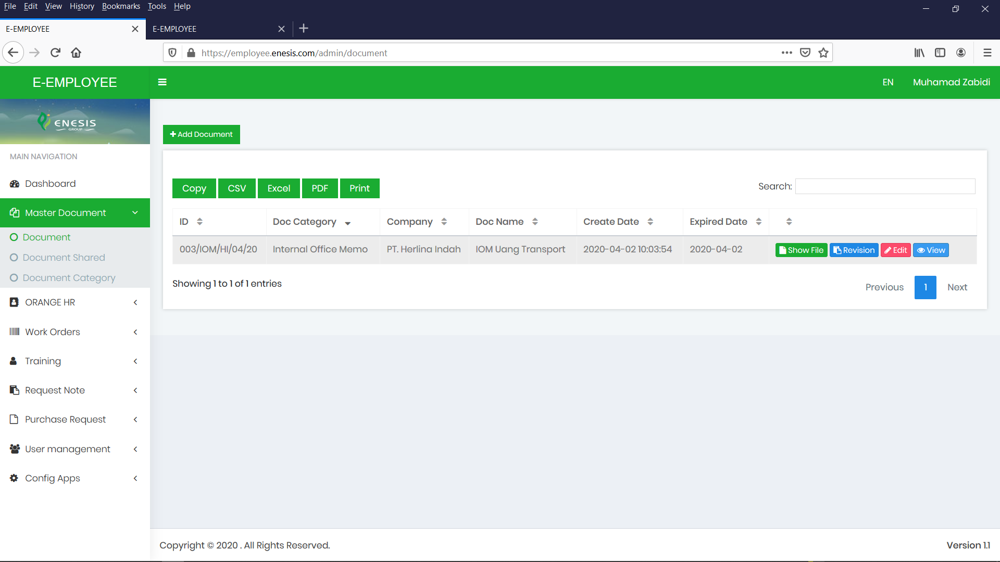 File Edit View History Bookmarks Tools Help
E-EMPLOYEE
E-EMPLOYEE
https://employee.enesis.com/admin/document
E-EMPLOYEE
EN
Muhamad Zabidi
ENESIS
GROUP
MAIN NAVIGATION
Dashboard
Master Document
Document
Document Shared
Document Category
ORANGE HR
Work Orders
Training
Request Note
Purchase Request
User management
Config Apps
Add Document
Copy CSV Excel PDF Print
Search:
ID Doc Category Company Doc Name Create Date Expired Date
003/IOM/HI/04/20 Internal Office Memo PT. Herlina Indah IOM Uang Transport 2020-04-02 10:03:54 2020-04-02 Show File Revision Edit View
Showing 1 to 1 of 1 entries
Previous 1 Next
Copyright © 2020 . All Rights Reserved.
Version 1.1